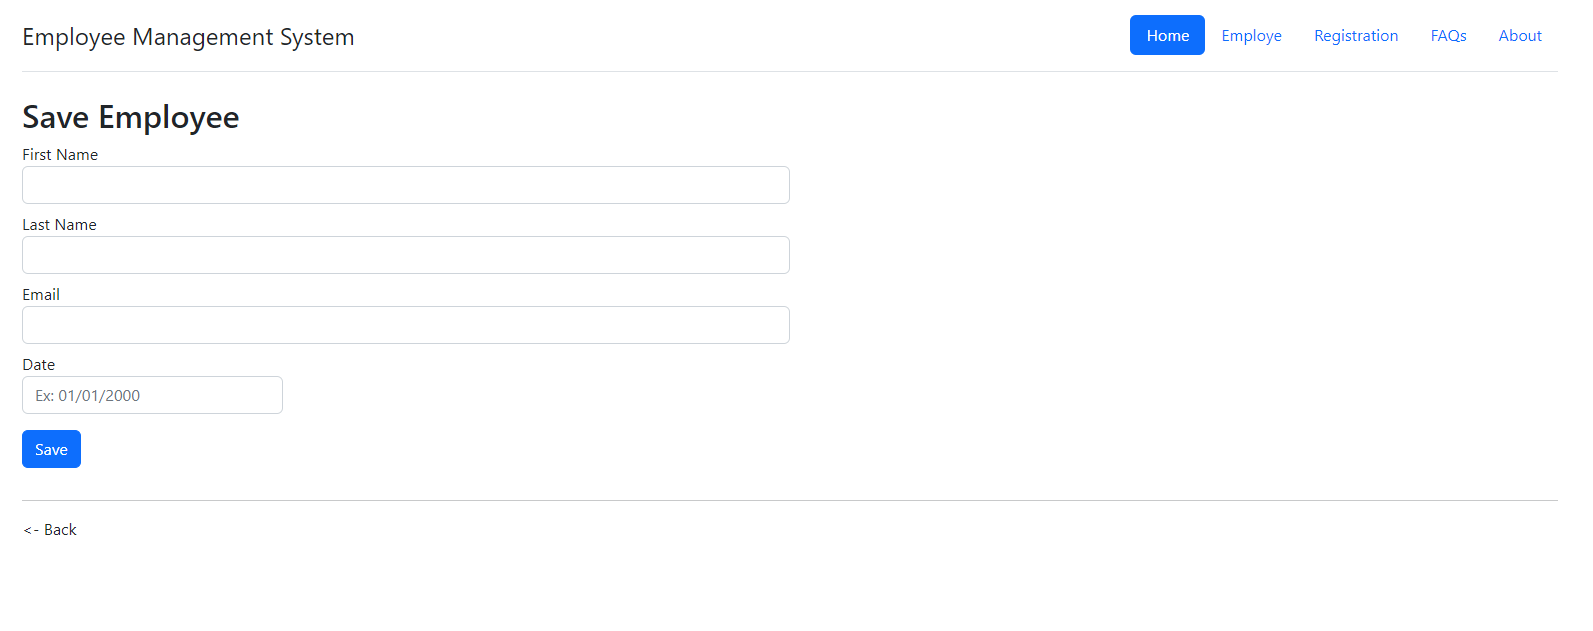 Employee Management System Home Employe Registration FAQs About
Save Employee
First Name
Last Name
Email
Date
Ex: 01/01/2000
Save
<- Back